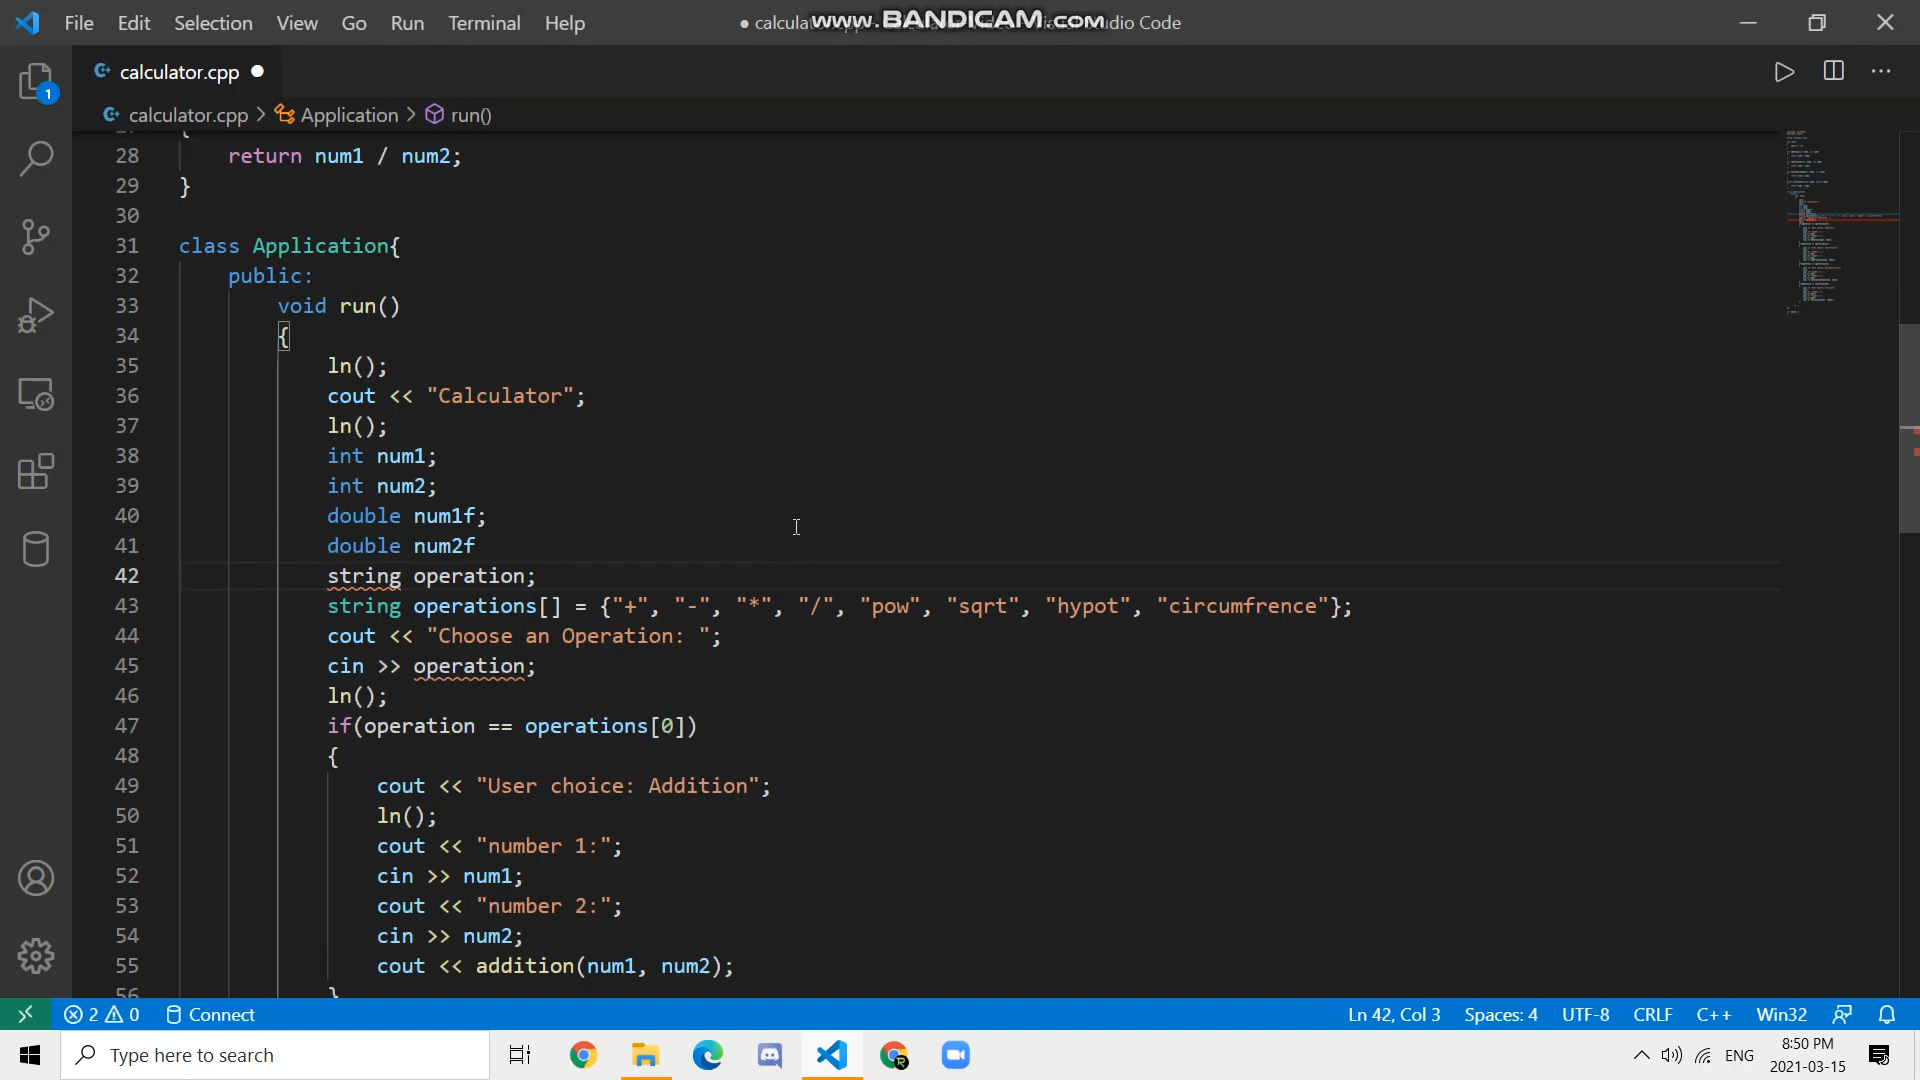 File Edit Selection View Go Run Terminal Help
www.BANDICAM.com
Studio Code
calculator.cpp
calculator.cpp > Application > run()
28 return num1 / num2;
29 }
30
31 class Application{
32 public:
33 void run()
34 {
35 ln();
36 cout << "Calculator";
37 ln();
38 int num1;
39 int num2;
40 double num1f;
41 double num2f
42 string operation;
43 string operations[] = {"+", "-", "*", "/", "pow", "sqrt", "hypot", "circumfrence"};
44 cout << "Choose an Operation: ";
45 cin >> operation;
46 ln();
47 if(operation == operations[0])
48 {
49 cout << "User choice: Addition";
50 ln();
51 cout << "number 1:";
52 cin >> num1;
53 cout << "number 2:";
54 cin >> num2;
55 cout << addition(num1, num2);
56 }
1
2 0 Connect
Ln 42, Col 3 Spaces: 4 UTF-8 CRLF C++ Win32
Type here to search
ENG
8:50 PM
2021-03-15